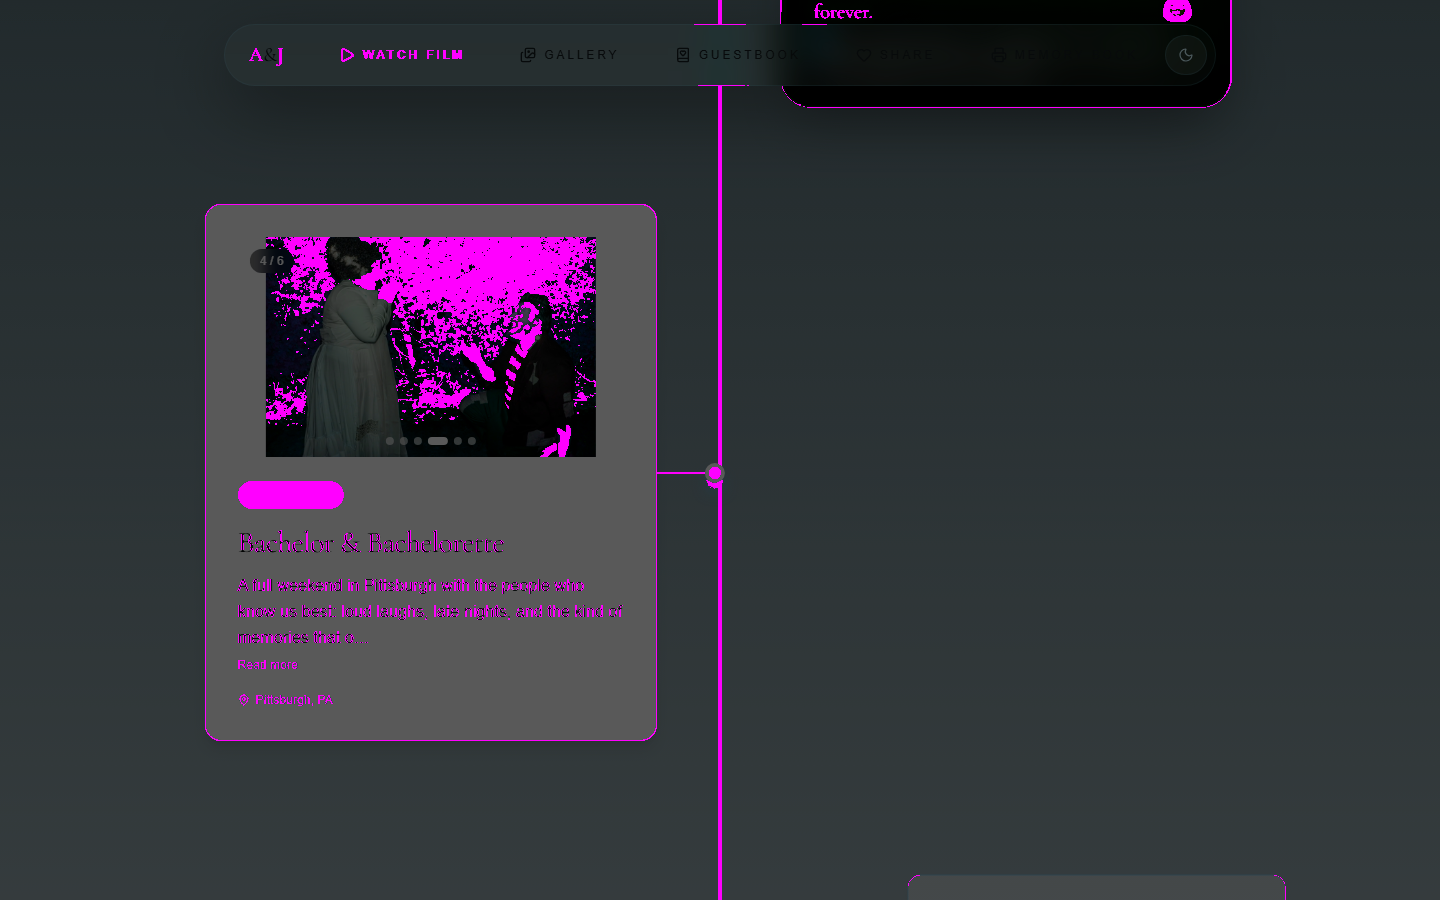 forever.
A&J
WATCH FILM
GALLERY
GUESTBOOK
SHARE
4 / 6
Bachelor & Bachelorette
A full weekend in Pittsburgh with the people who
know us best: loud laughs, late nights, and the kind of
memories that o...
Read more
Pittsburgh, PA